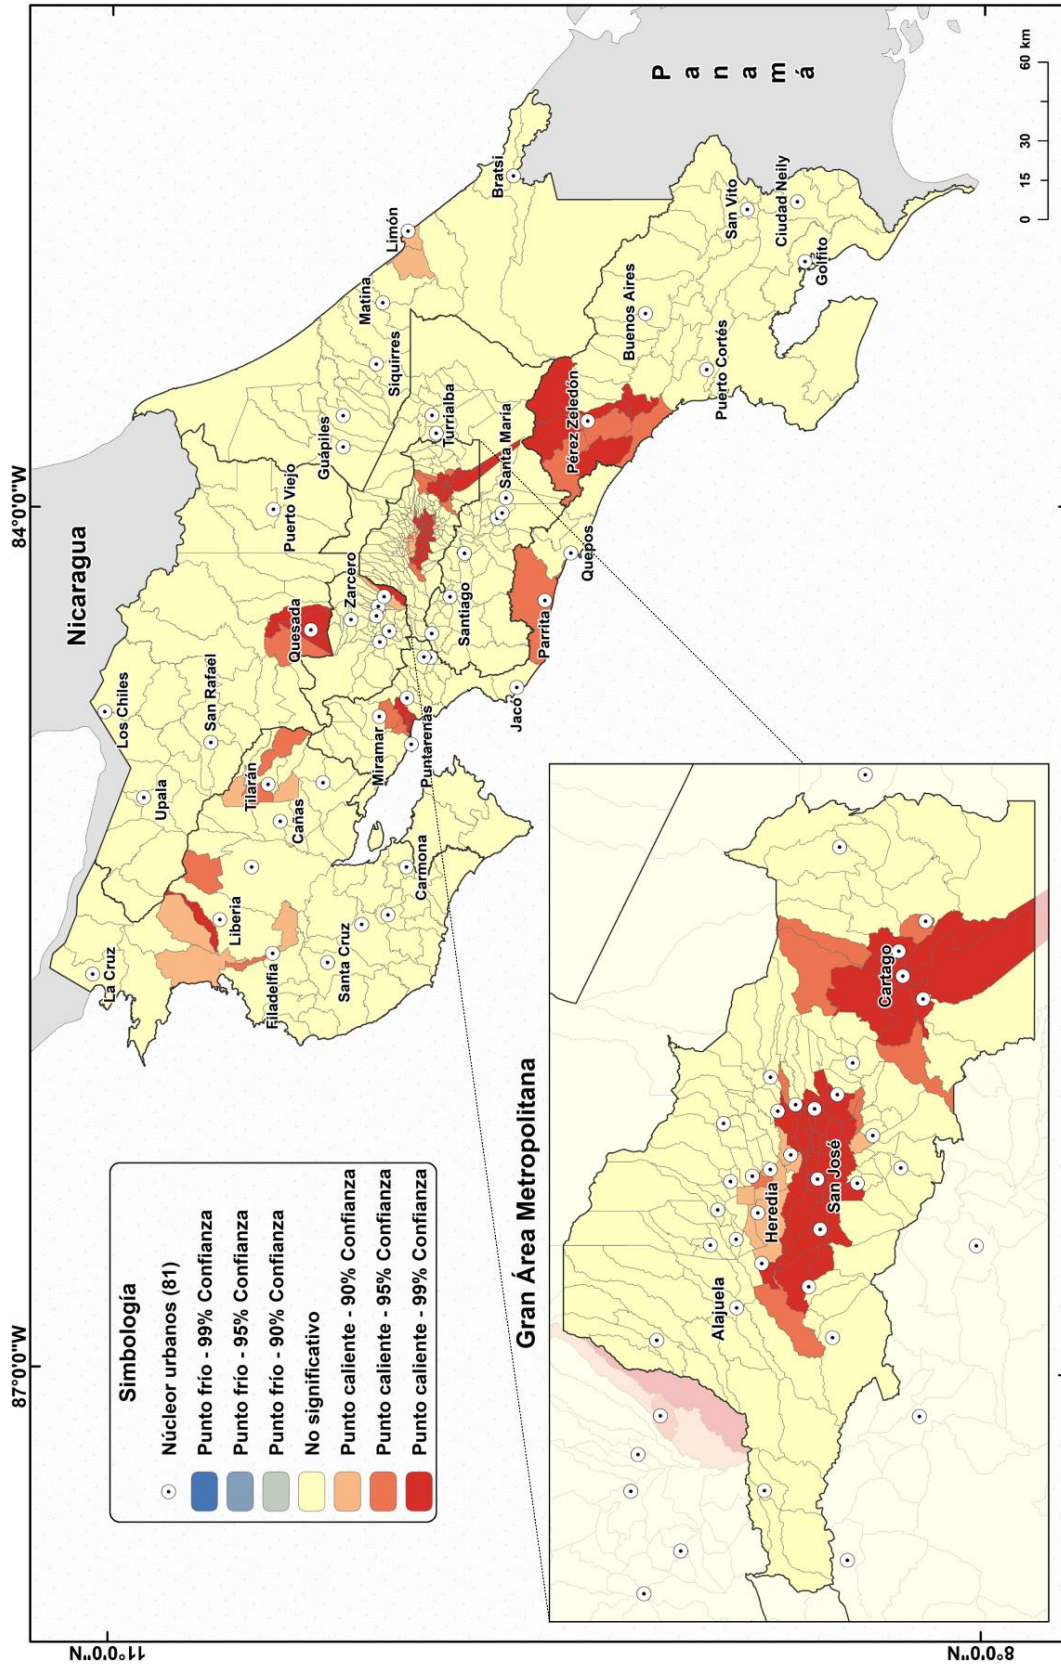 87°0'0"W
84°0'0"W
11°0'0"N
8°0'0"N
Nicaragua
P a n a m á
Simbología
Núcleor urbanos (81)
Punto frío - 99% Confianza
Punto frío - 95% Confianza
Punto frío - 90% Confianza
No significativo
Punto caliente - 90% Confianza
Punto caliente - 95% Confianza
Punto caliente - 99% Confianza
La Cruz
Upala
Los Chiles
San Rafael
Liberia
Filadelfia
Tilarán
Cañas
Santa Cruz
Carmona
Quesada
Puerto Viejo
Zarcero
Miramar
Puntarenas
Guápiles
Siquirres
Matina
Limón
Turrialba
Bratsi
Santiago
Santa María
Jacó
Parrita
Quepos
Pérez Zeledón
Buenos Aires
Puerto Cortés
San Vito
Ciudad Neily
Golfito
Gran Área Metropolitana
Alajuela
Heredia
San José
Cartago
0 15 30 60 km